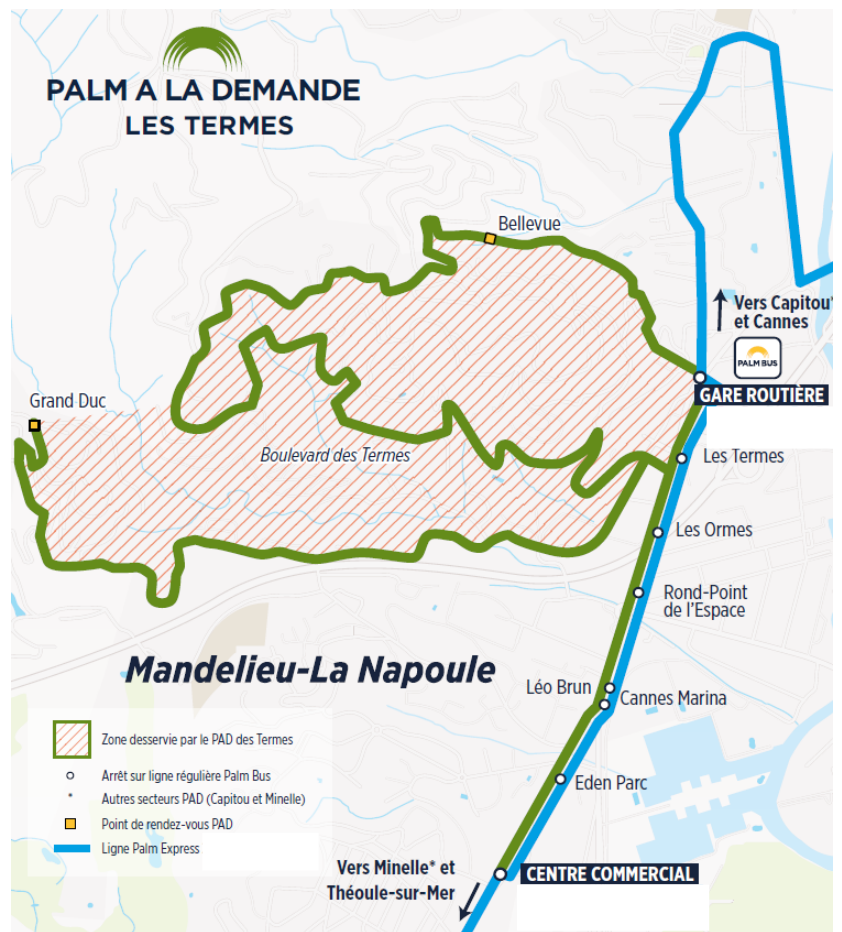 PALM A LA DEMANDE
LES TERMES
Bellevue
Vers Capitou*
et Cannes
PALM BUS
GARE ROUTIÈRE
Grand Duc
Boulevard des Termes
Les Termes
Les Ormes
Rond-Point
de l'Espace
Mandelieu-La Napoule
Léo Brun
Cannes Marina
Zone desservie par le PAD des Termes
Arrêt sur ligne régulière Palm Bus
* Autres secteurs PAD (Capitou et Minelle)
Point de rendez-vous PAD
Ligne Palm Express
Eden Parc
Vers Minelle* et
Théoule-sur-Mer
CENTRE COMMERCIAL